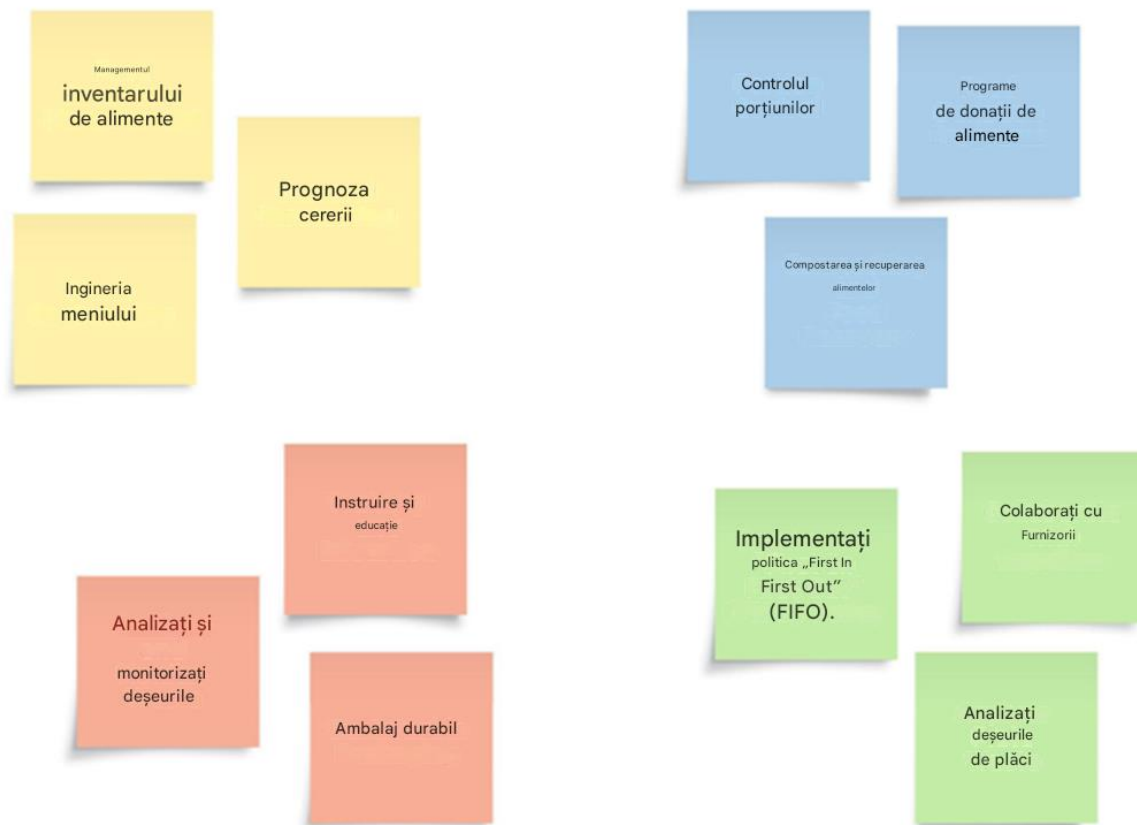 Managementul
inventarului
de alimente
Prognoza
cererii
Ingineria
meniului
Controlul
porțiunilor
Programe
de donații de
alimente
Compostarea și recuperarea
alimentelor
Instruire și
educație
Analizați și
monitorizați
deșeurile
Ambalaj durabil
Implementați
politica „First In
First Out”
(FIFO).
Colaborați cu
Furnizorii
Analizați
deșeurile
de plăci